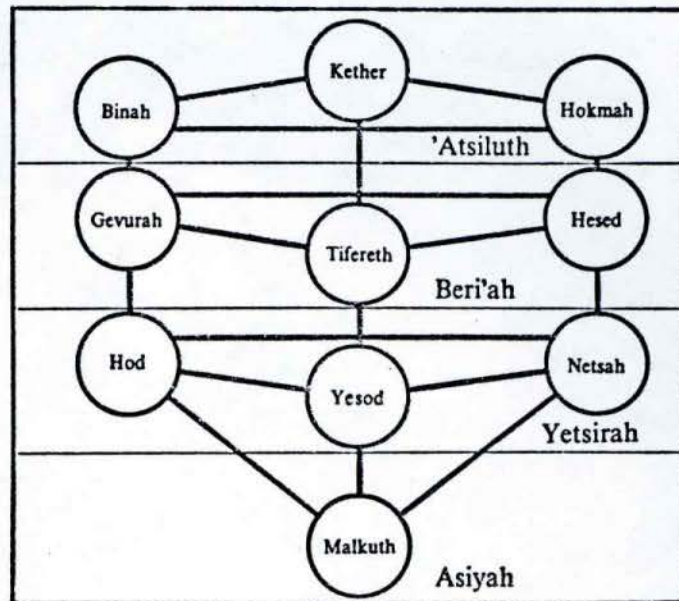 Kether
Binah
Hokmah
'Atsiluth
Gevurah
Hesed
Tifereth
Beri'ah
Hod
Netsah
Yesod
Yetsirah
Malkuth
Asiyah